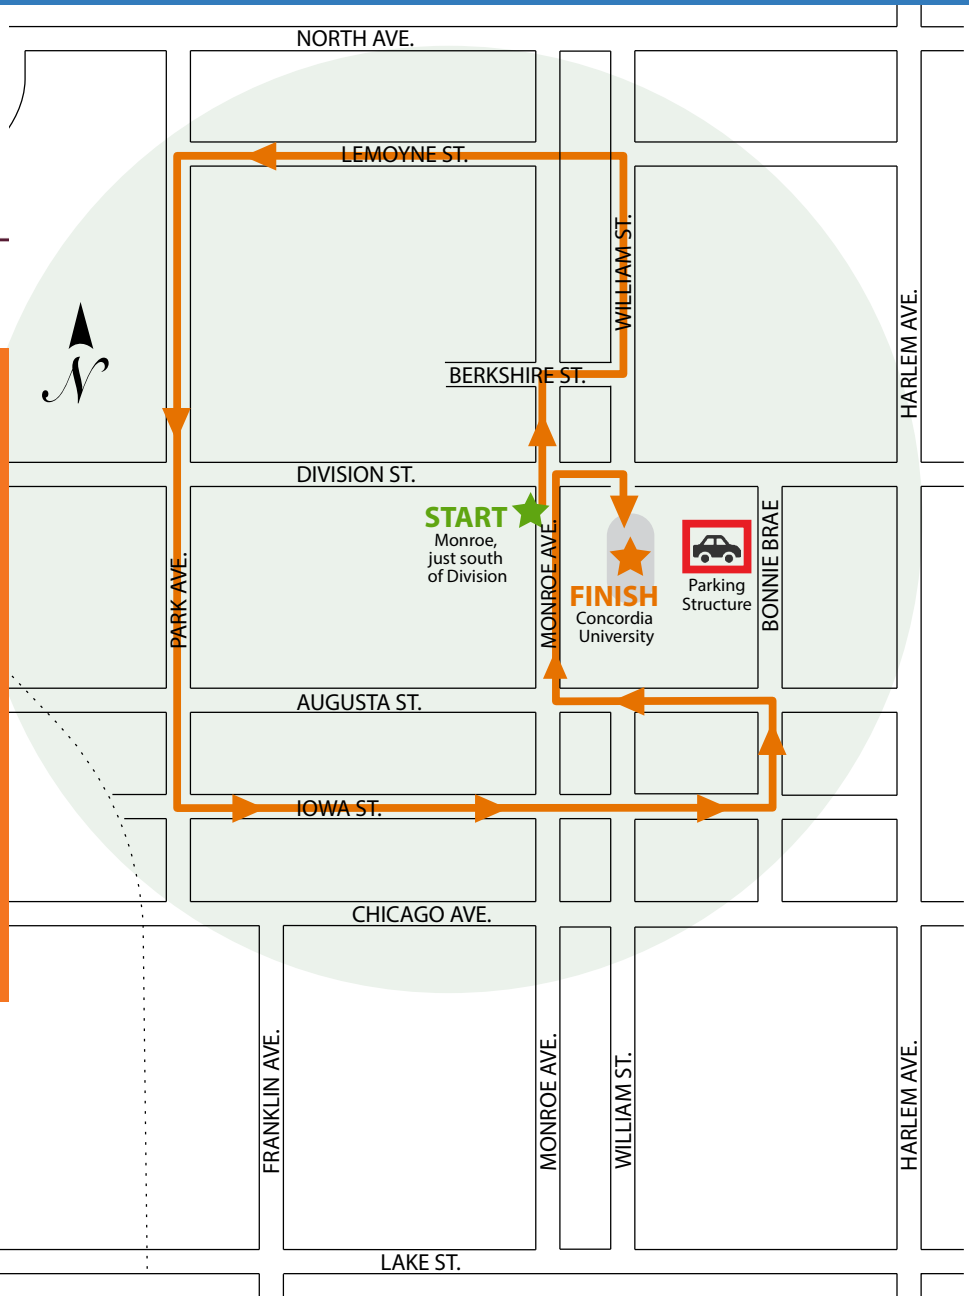 NORTH AVE.
LEMOYNE ST.
WILLIAM ST.
HARLEM AVE.
N
BERKSHIRE ST.
DIVISION ST.
START
Monroe,
just south
of Division
MONROE AVE.
BONNIE BRAE
PARK AVE.
FINISH
Concordia
University
Parking
Structure
AUGUSTA ST.
IOWA ST.
CHICAGO AVE.
FRANKLIN AVE.
MONROE AVE.
WILLIAM ST.
HARLEM AVE.
LAKE ST.